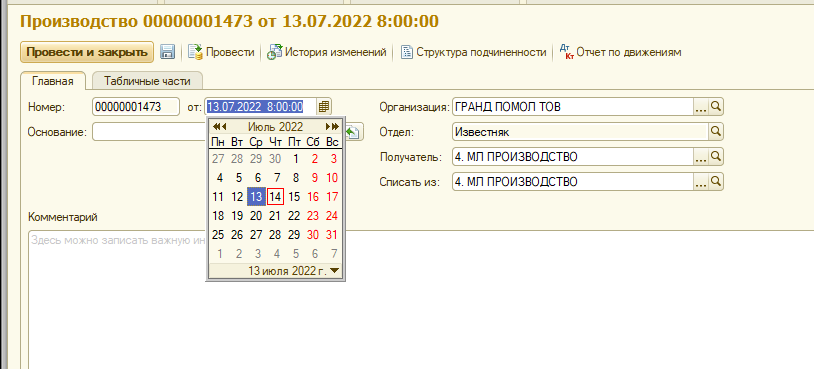 Производство 00000001473 от 13.07.2022 8:00:00
Провести и закрыть Провести История изменений Структура подчиненности Дт Кт Отчет по движениям
Главная Табличные части
Номер: 00000001473 от: 13.07.2022 8:00:00 Организация: ГРАНД ПОМОЛ ТОВ ...
Основание: Отдел: Известняк
Получатель: 4. МЛ ПРОИЗВОДСТВО ...
Списать из: 4. МЛ ПРОИЗВОДСТВО ...
Июль 2022
Пн Вт Ср Чт Пт Сб Вс
27 28 29 30 1 2 3
4 5 6 7 8 9 10
11 12 13 14 15 16 17
18 19 20 21 22 23 24
25 26 27 28 29 30 31
1 2 3 4 5 6 7
13 июля 2022 г.
Комментарий
Здесь можно записать важную ин